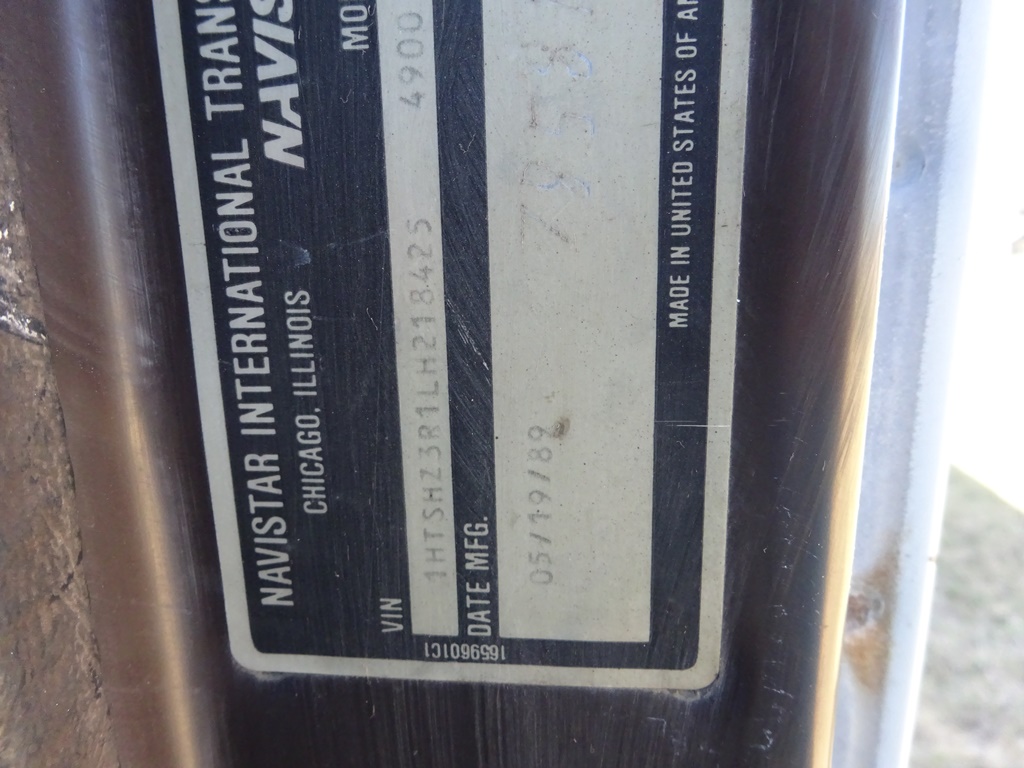 NAVISTAR INTERNATIONAL TRANS
CHICAGO, ILLINOIS NAVIS
MO
VIN 1HTSHZ3R1LH218425 4900
DATE MFG.
05/19/89
MADE IN UNITED STATES OF
1659601C1